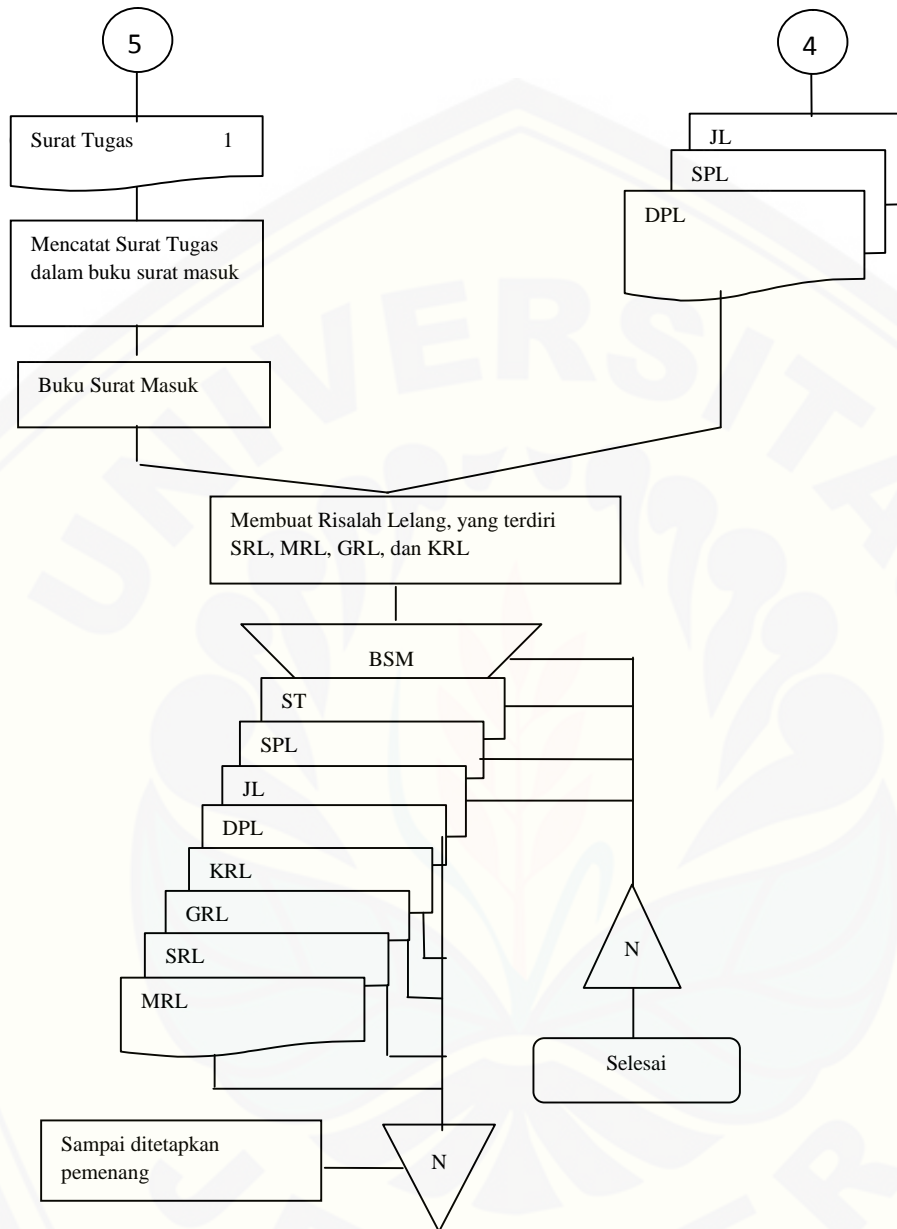 5
4
Surat Tugas 1
JL
SPL
DPL
Mencatat Surat Tugas
dalam buku surat masuk
Buku Surat Masuk
Membuat Risalah Lelang, yang terdiri
SRL, MRL, GRL, dan KRL
BSM
ST
SPL
JL
DPL
KRL
GRL
SRL
MRL
N
Selesai
Sampai ditetapkan
pemenang
N
UNIVERSITA